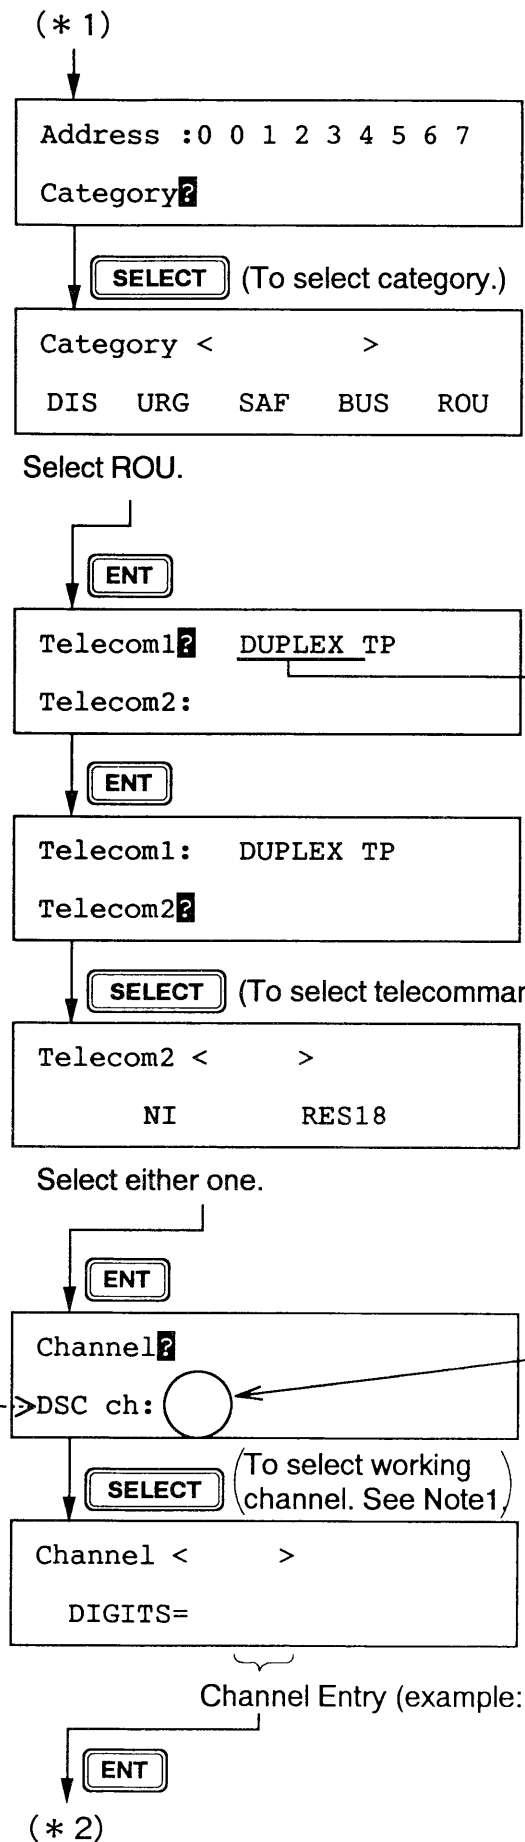 (* 1)
Address :0 0 1 2 3 4 5 6 7
Category?
SELECT (To select category.)
Category < >
DIS URG SAF BUS ROU
Select ROU.
ENT
Telecom1? DUPLEX TP
Telecom2:
ENT
Telecom1: DUPLEX TP
Telecom2?
SELECT (To select telecommar
Telecom2 < >
NI RES18
Select either one.
ENT
Channel?
DSC ch:
SELECT (To select working
channel. See Note1,)
Channel < >
DIGITS=
Channel Entry (example:
ENT
(* 2)